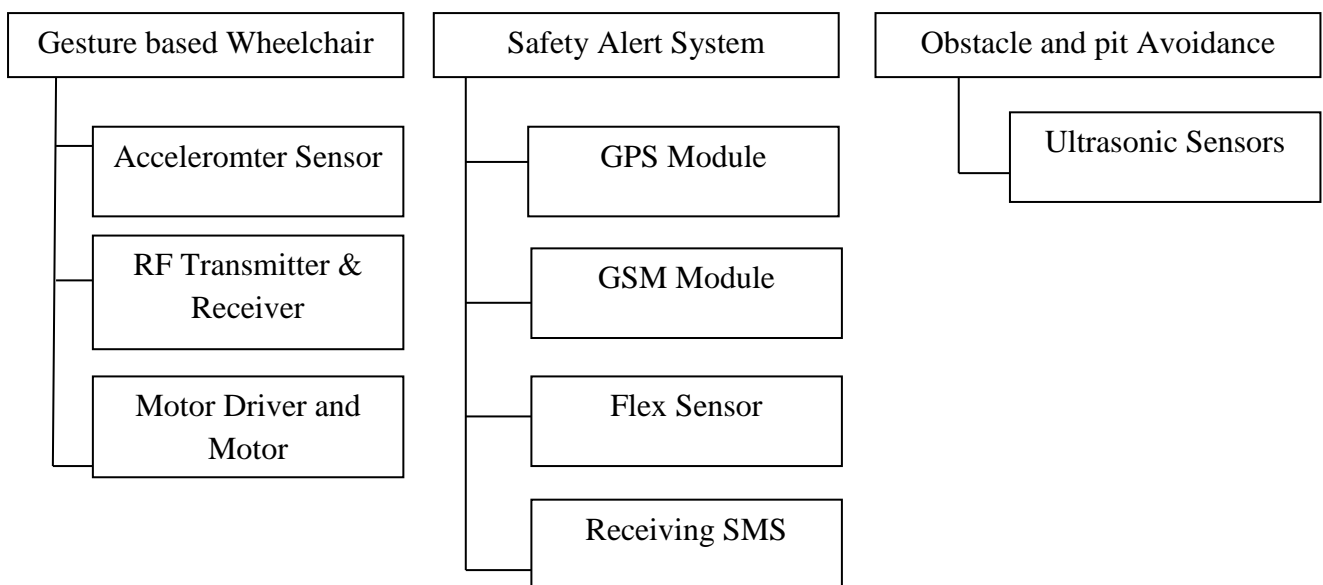 Gesture based Wheelchair
Acceleromter Sensor
RF Transmitter &
Receiver
Motor Driver and
Motor
Safety Alert System
GPS Module
GSM Module
Flex Sensor
Receiving SMS
Obstacle and pit Avoidance
Ultrasonic Sensors